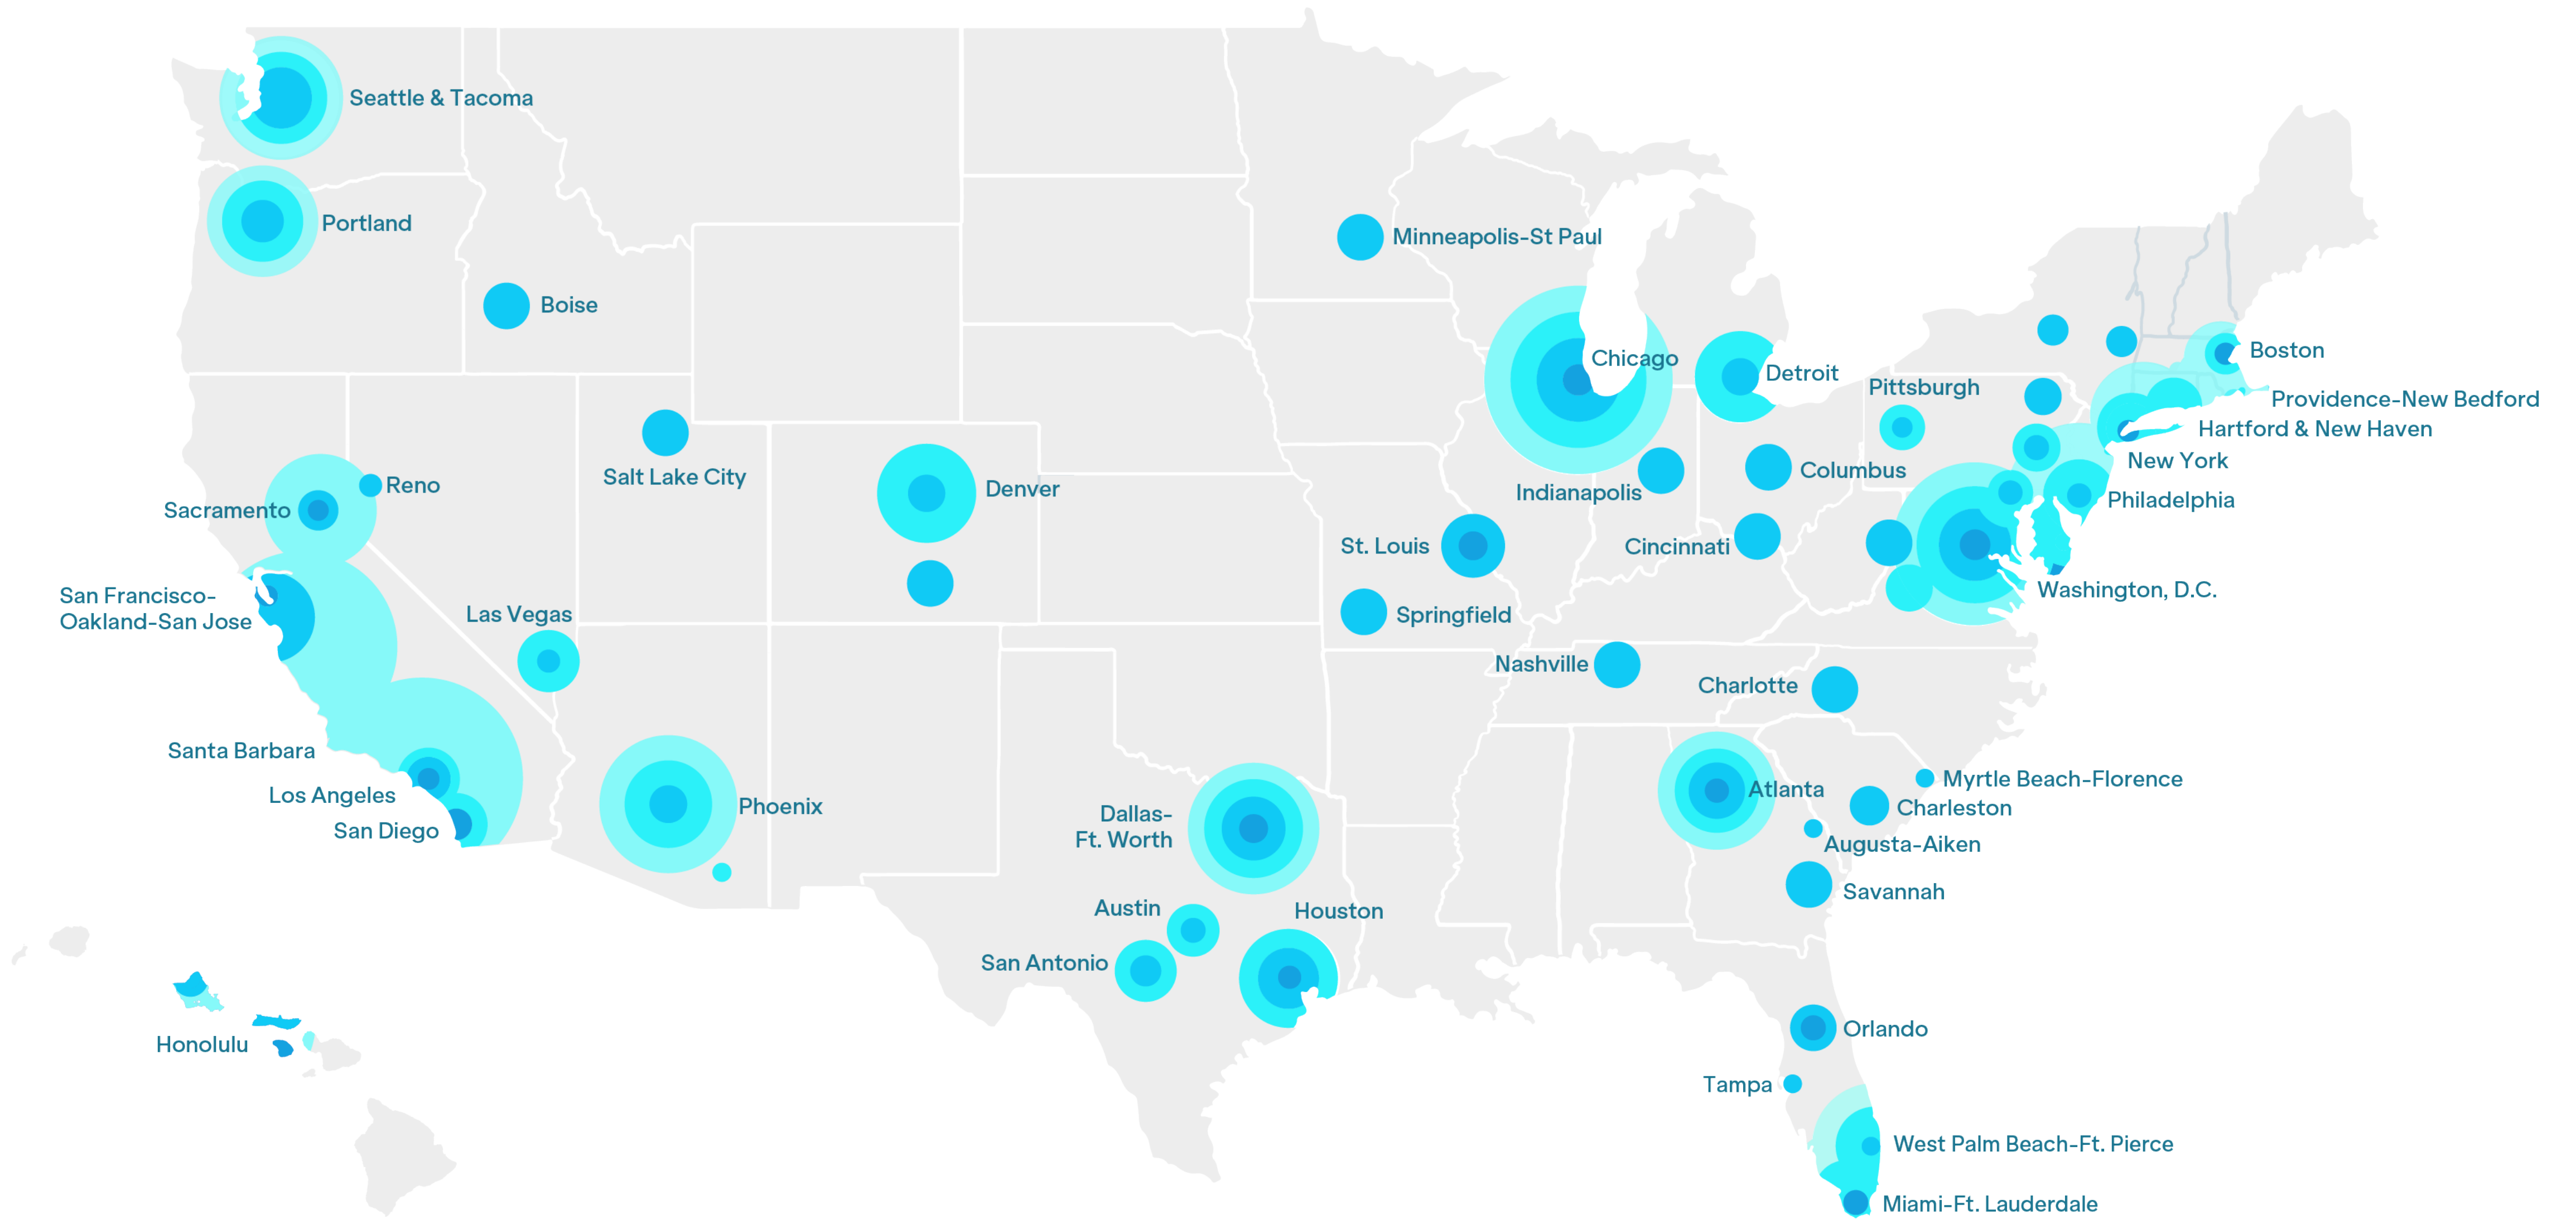 Seattle & Tacoma
Portland
Minneapolis-St Paul
Boise
Boston
Chicago
Detroit
Pittsburgh
Providence-New Bedford
Hartford & New Haven
New York
Salt Lake City
Columbus
Reno
Denver
Indianapolis
Philadelphia
Sacramento
St. Louis
Cincinnati
Washington, D.C.
San Francisco-
Oakland-San Jose
Las Vegas
Springfield
Nashville
Charlotte
Santa Barbara
Myrtle Beach-Florence
Atlanta
Los Angeles
Phoenix
Charleston
Dallas-
Ft. Worth
San Diego
Augusta-Aiken
Savannah
Austin
Houston
San Antonio
Orlando
Honolulu
Tampa
West Palm Beach-Ft. Pierce
Miami-Ft. Lauderdale